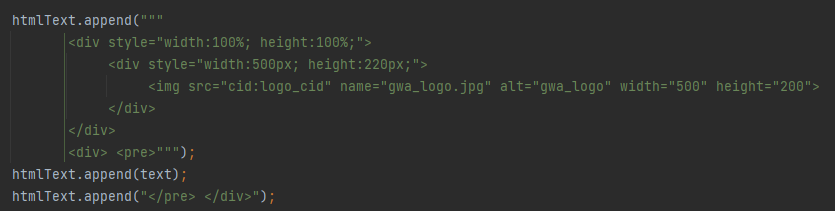 htmlText.append("""
<div style="width:100%; height:100%;">
<div style="width:500px; height:220px;">
<img src="cid:logo_cid" name="gwa_logo.jpg" alt="gwa_logo" width="500" height="200">
</div>
</div>
<div> <pre>""");
htmlText.append(text);
htmlText.append("</pre> </div>");